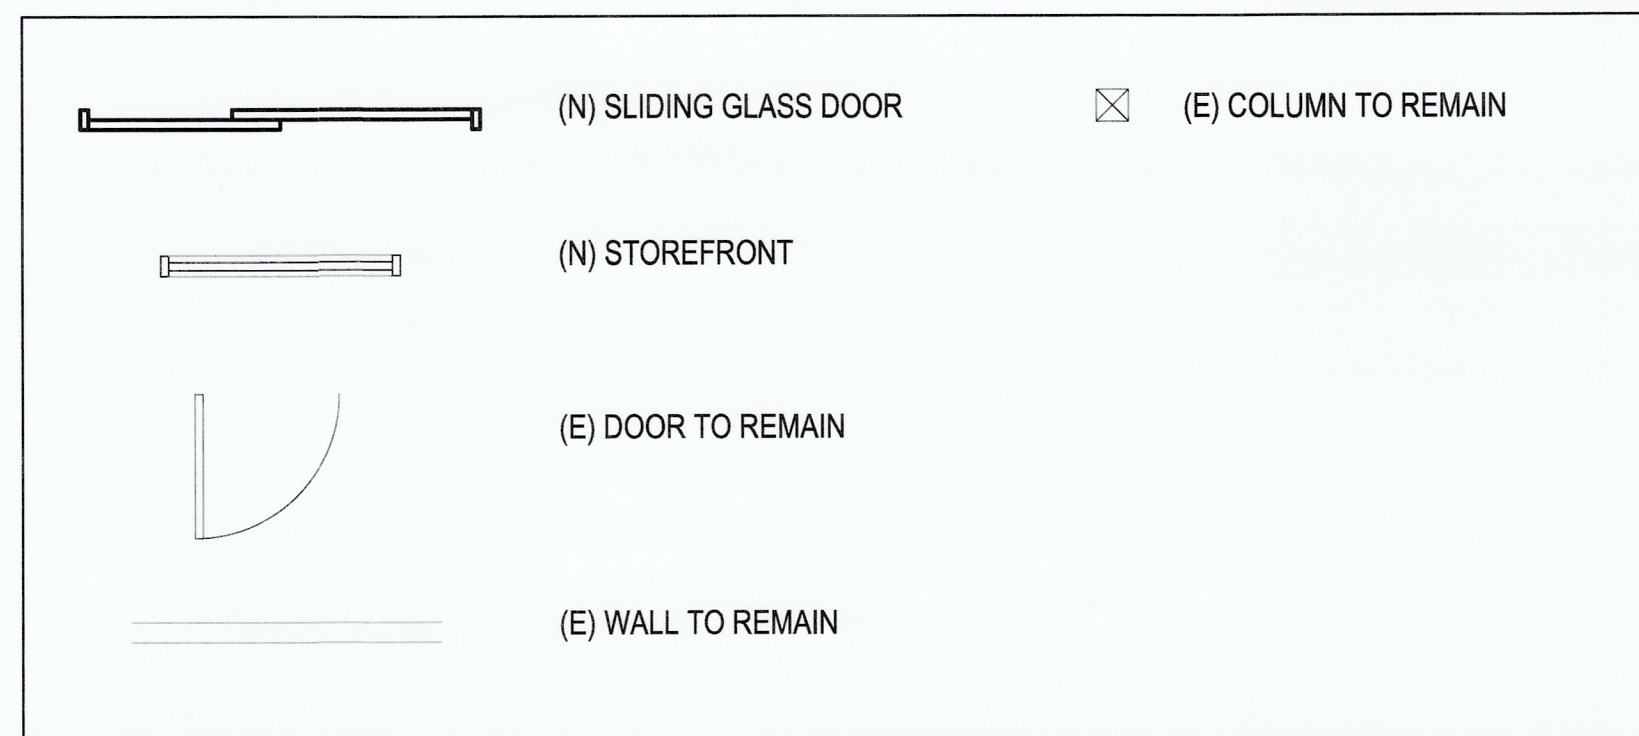 (N) SLIDING GLASS DOOR
(E) COLUMN TO REMAIN
(N) STOREFRONT
(E) DOOR TO REMAIN
(E) WALL TO REMAIN